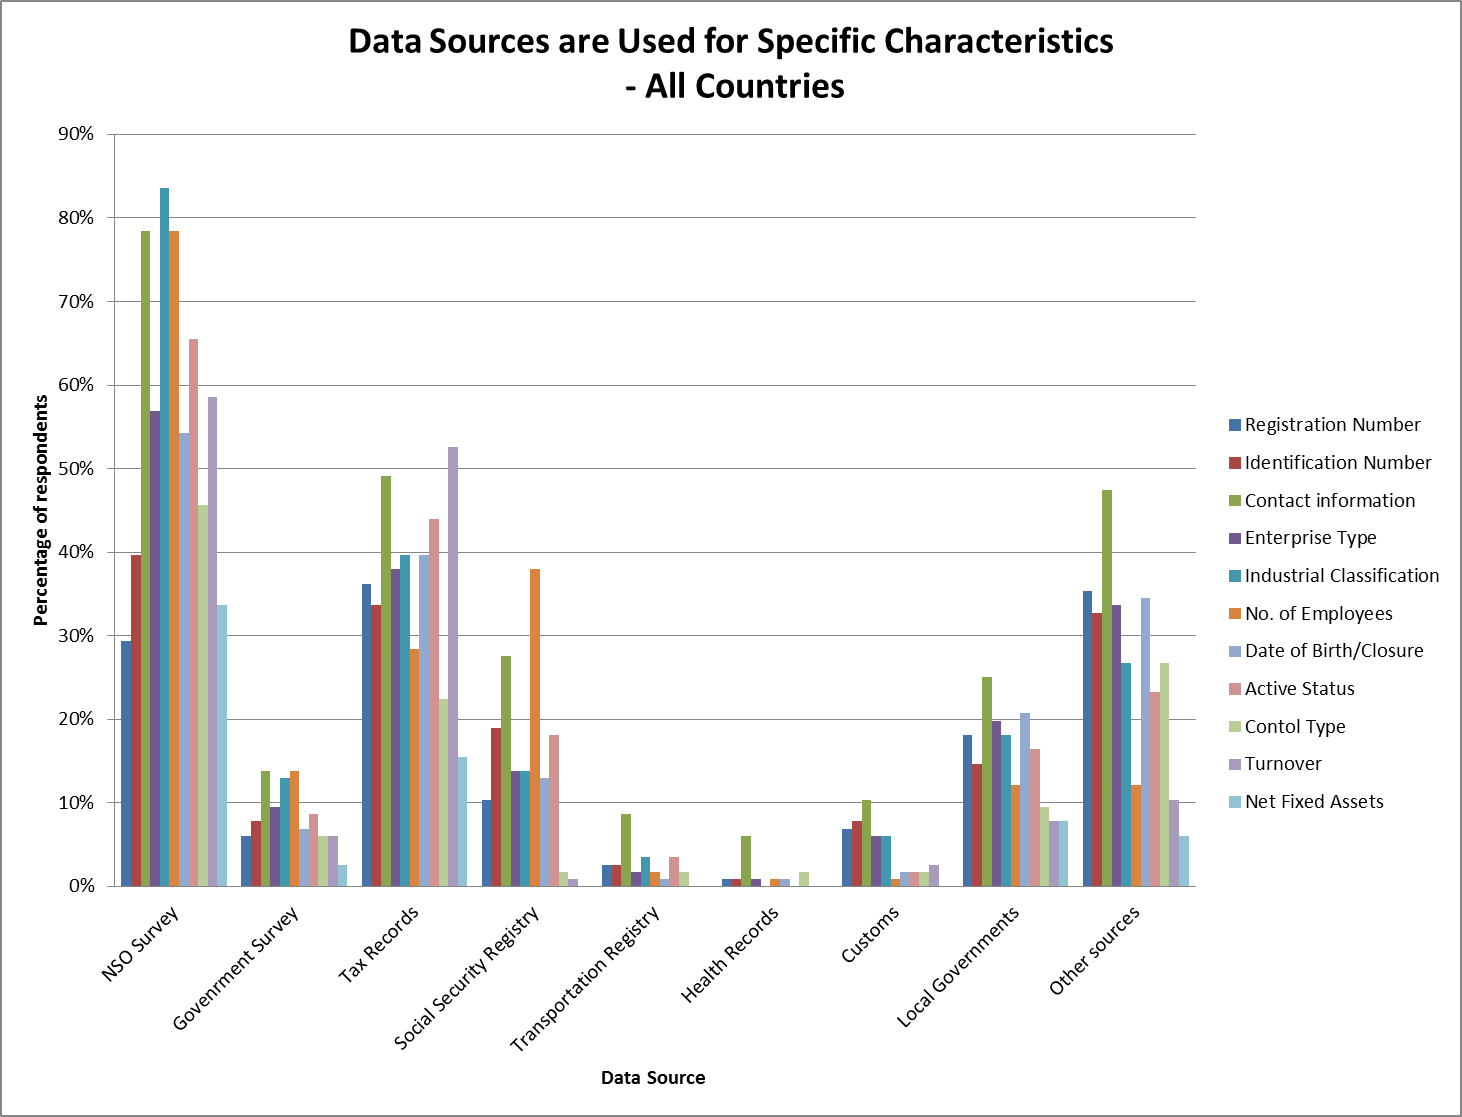 Data Sources are Used for Specific Characteristics
- All Countries
90%
80%
70%
60%
50%
40%
30%
20%
10%
0%
Percentage of respondents
NSO Survey
Govenrment Survey
Tax Records
Social Security Registry
Transportation Registry
Health Records
Customs
Local Governments
Other sources
Data Source
Registration Number
Identification Number
Contact information
Enterprise Type
Industrial Classification
No. of Employees
Date of Birth/Closure
Active Status
Contol Type
Turnover
Net Fixed Assets